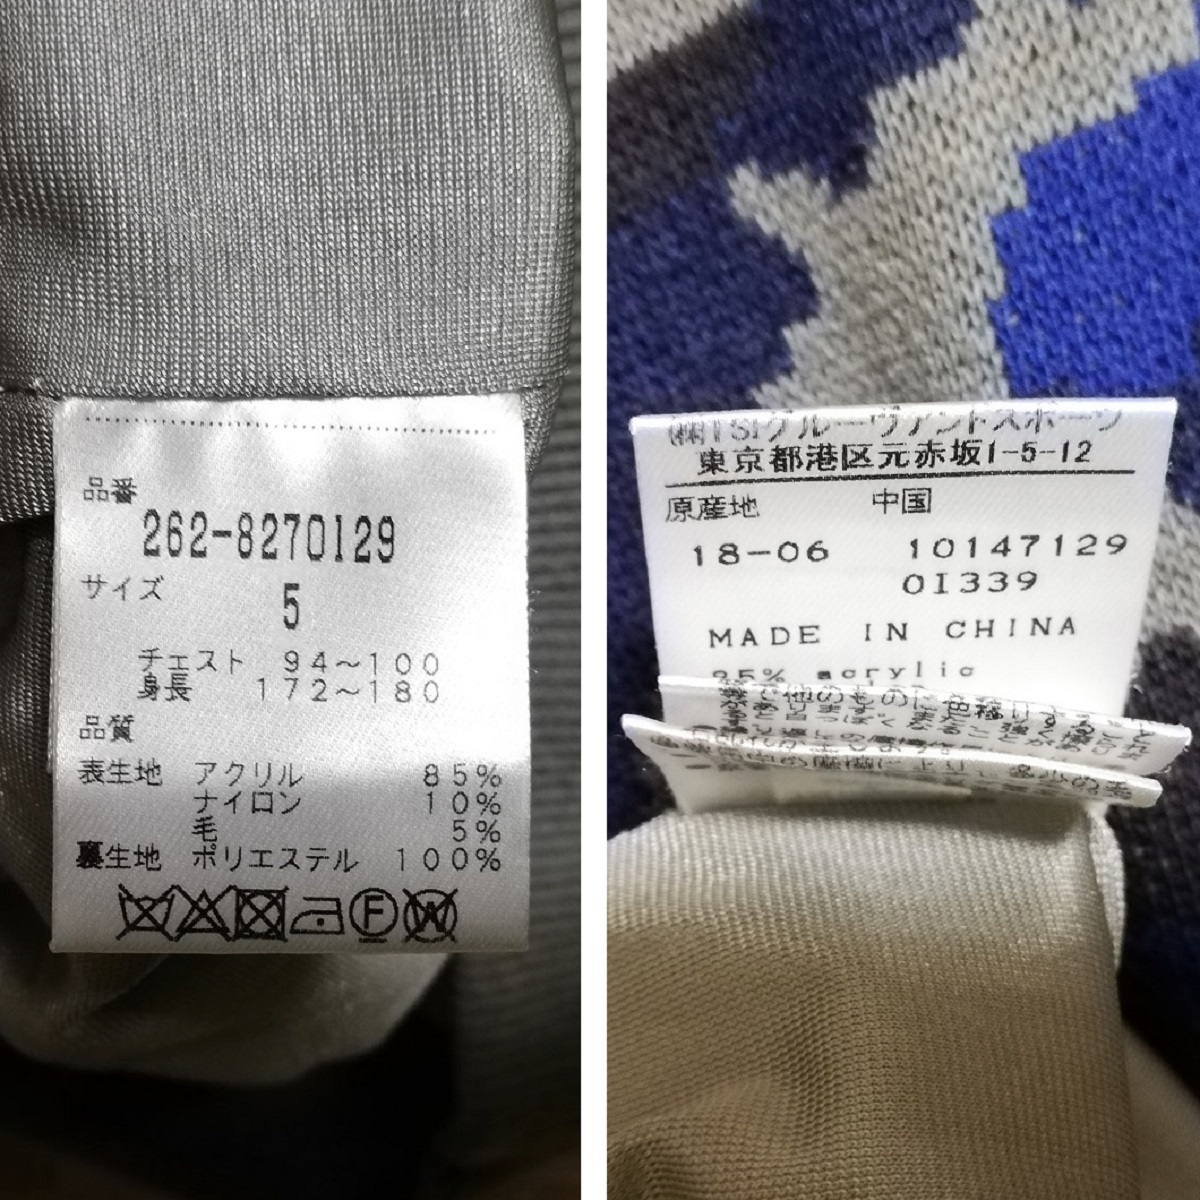 品番
262-8270129
サイズ
5
チェスト 94~100
身長 172~180
品質
表生地 アクリル 85%
ナイロン 10%
毛 5%
裏生地 ポリエステル 100%
F W
㈱TSIグルーヴアンドスポーツ
東京都港区元赤坂1-5-12
原産地 中国
18-06 10147129
01339
MADE IN CHINA
acrylic